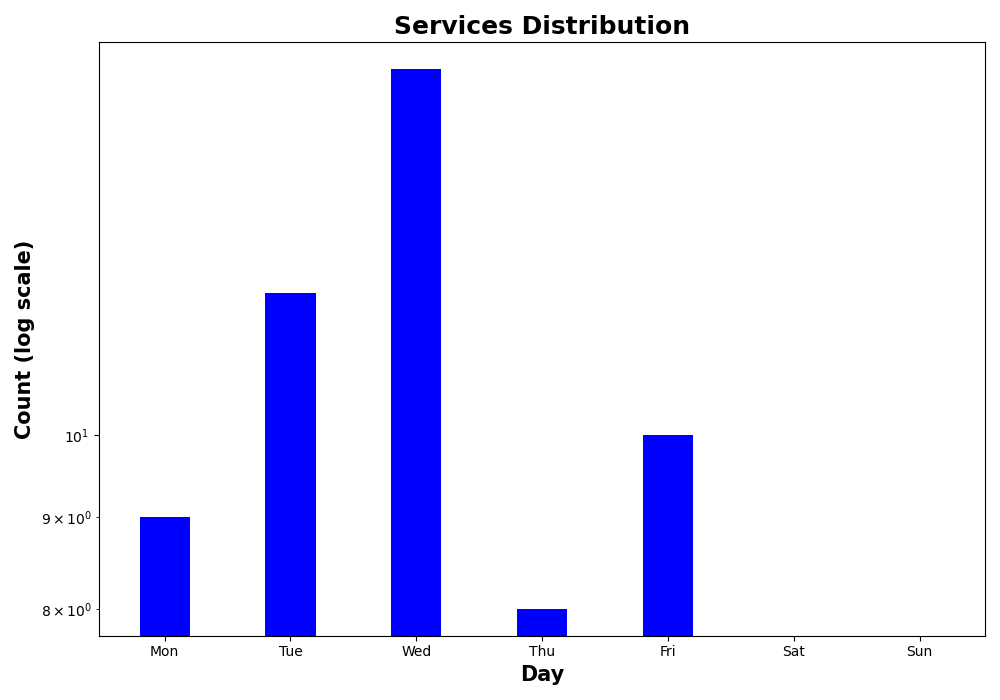 Services Distribution
Count (log scale)
10¹
9 × 10⁰
8 × 10⁰
Mon Tue Wed Thu Fri Sat Sun
Day